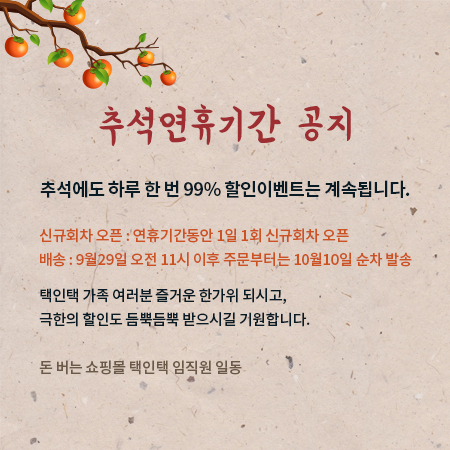 추석연휴기간 공지
추석에도 하루 한 번 99% 할인이벤트는 계속됩니다.
신규회차 오픈 : 연휴기간동안 1일 1회 신규회차 오픈
배송 : 9월29일 오전 11시 이후 주문부터는 10월10일 순차 발송
택인택 가족 여러분 즐거운 한가위 되시고,
극한의 할인도 듬뿍듬뿍 받으시길 기원합니다.
돈 버는 쇼핑몰 택인택 임직원 일동